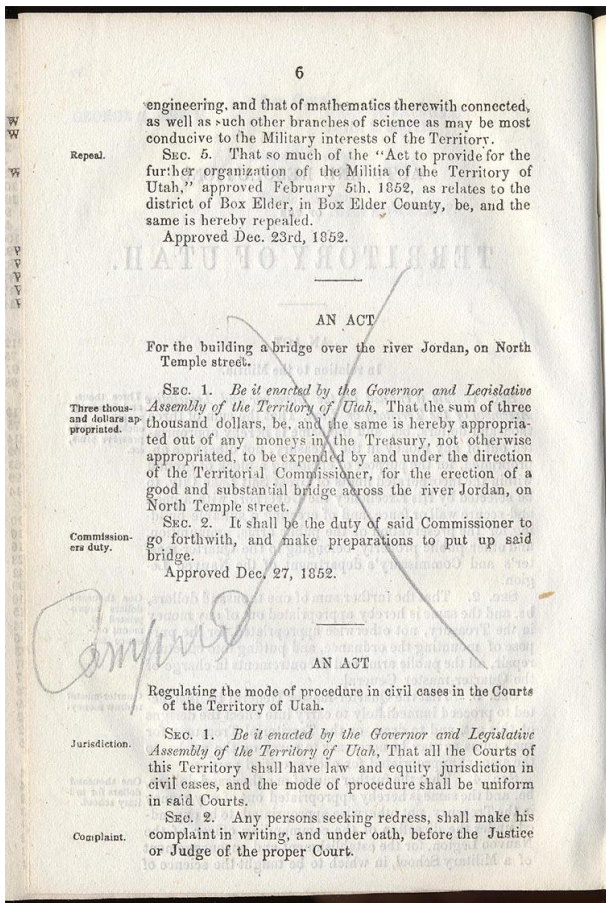 6
engineering, and that of mathematics therewith connected,
as well as such other branches of science as may be most
conducive to the Military interests of the Territory.
Repeal.
SEC. 5. That so much of the "Act to provide for the
further organization of the Militia of the Territory of
Utah," approved February 5th, 1852, as relates to the
district of Box Elder, in Box Elder County, be, and the
same is hereby repealed.
Approved Dec. 23rd, 1852.
AN ACT
For the building a bridge over the river Jordan, on North
Temple street.
SEC. 1. Be it enacted by the Governor and Legislative
Three thous-
and dollars ap-
propriated.
Assembly of the Territory of Utah, That the sum of three
thousand dollars, be, and the same is hereby appropria-
ted out of any moneys in the Treasury, not otherwise
appropriated, to be expended by and under the direction
of the Territorial Commissioner, for the erection of a
good and substantial bridge across the river Jordan, on
North Temple street.
SEC. 2. It shall be the duty of said Commissioner to
Commission-
ers duty.
go forthwith, and make preparations to put up said
bridge.
Approved Dec. 27, 1852.
AN ACT
Regulating the mode of procedure in civil cases in the Courts
of the Territory of Utah.
Jurisdiction.
SEC. 1. Be it enacted by the Governor and Legislative
Assembly of the Territory of Utah, That all the Courts of
this Territory shall have law and equity jurisdiction in
civil cases, and the mode of procedure shall be uniform
in said Courts.
SEC. 2. Any persons seeking redress, shall make his
Complaint.
complaint in writing, and under oath, before the Justice
or Judge of the proper Court.